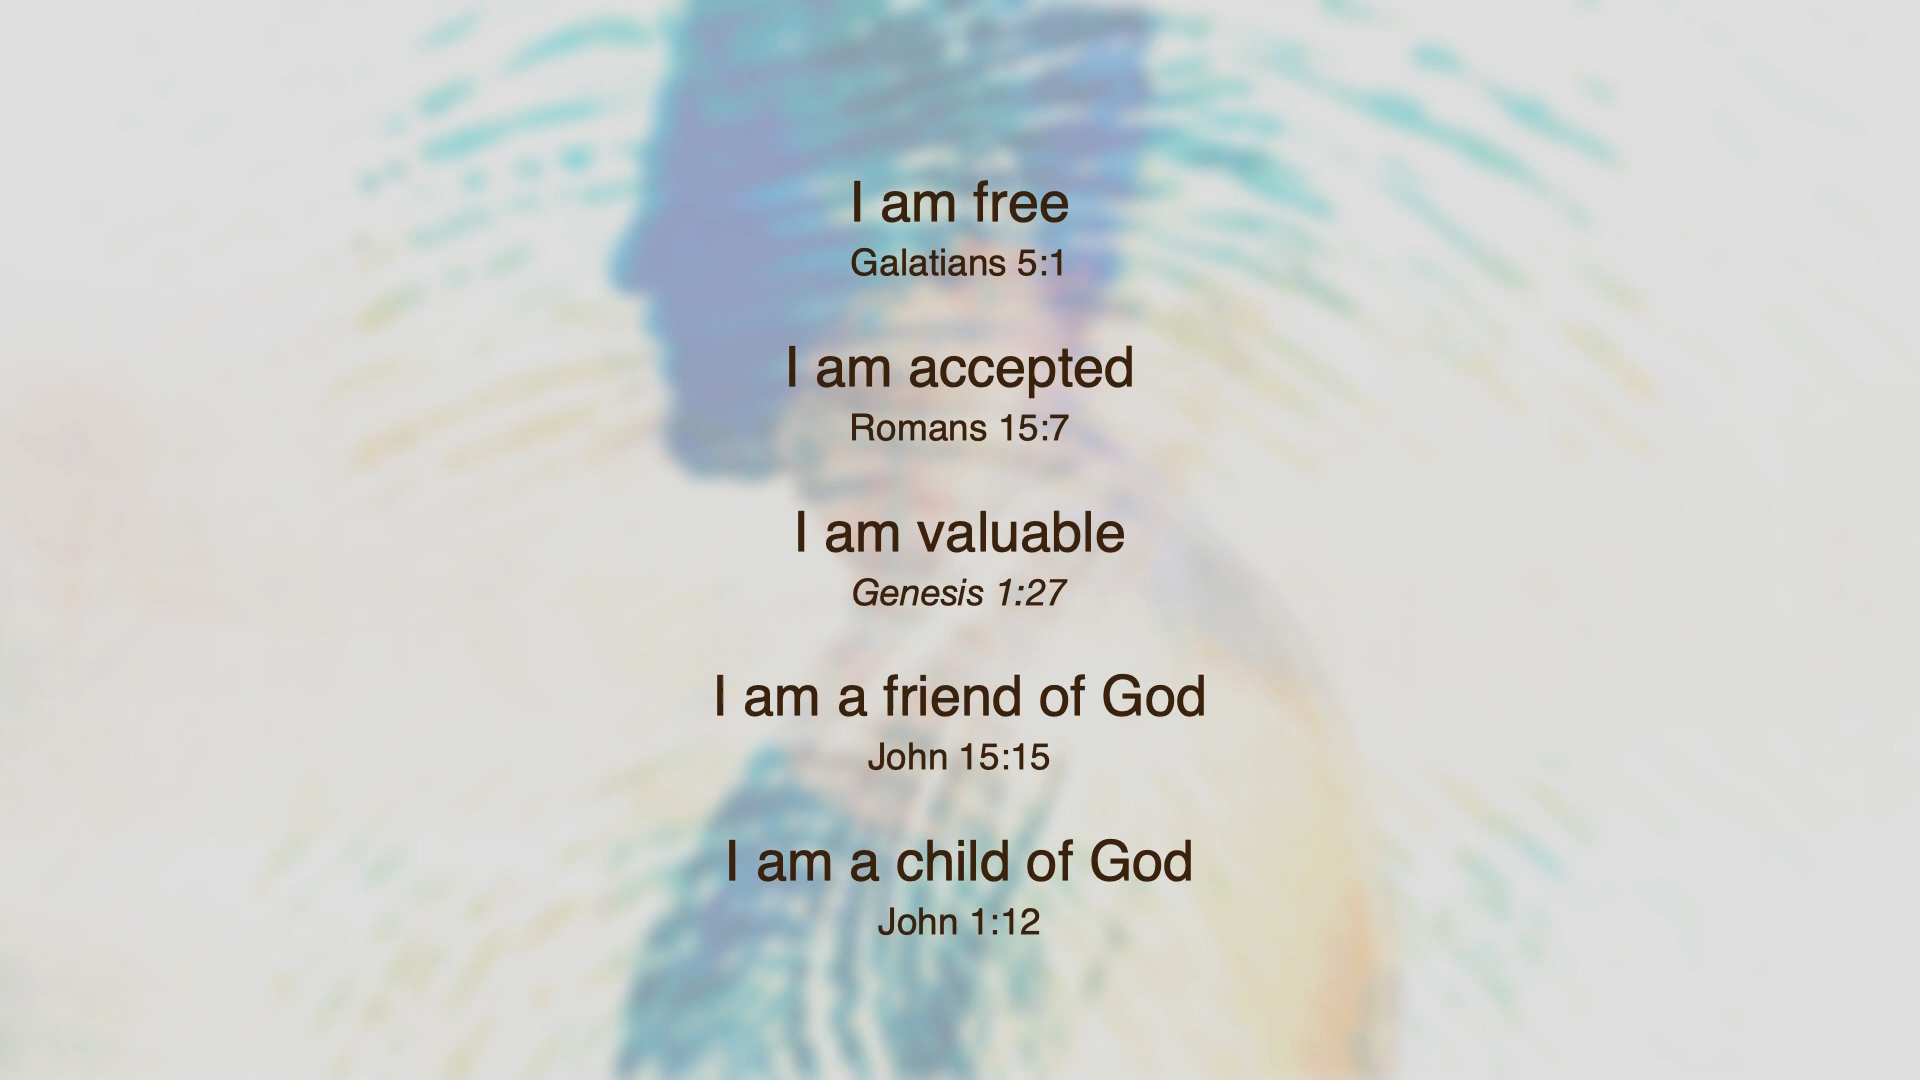 I am free
Galatians 5:1
I am accepted
Romans 15:7
I am valuable
Genesis 1:27
I am a friend of God
John 15:15
I am a child of God
John 1:12